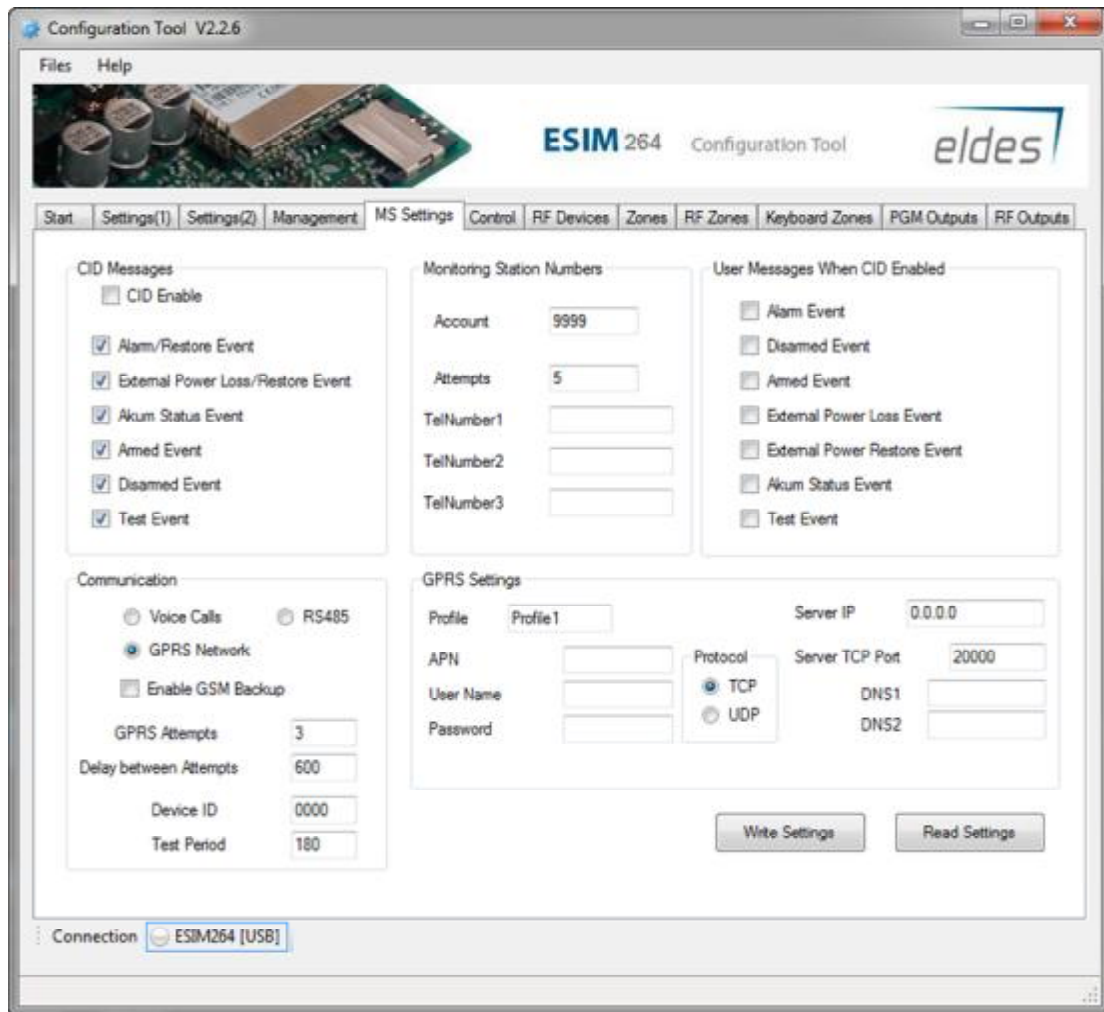 Configuration Tool V2.2.6
Files Help
ESIM 264 Configuration Tool eldes
Start Settings(1) Settings(2) Management MS Settings Control RF Devices Zones RF Zones Keyboard Zones PGM Outputs RF Outputs
CID Messages
CID Enable
Alarm/Restore Event
External Power Loss/Restore Event
Akum Status Event
Armed Event
Disarmed Event
Test Event
Monitoring Station Numbers
Account 9999
Attempts 5
TelNumber1
TelNumber2
TelNumber3
User Messages When CID Enabled
Alarm Event
Disarmed Event
Armed Event
External Power Loss Event
External Power Restore Event
Akum Status Event
Test Event
Communication
Voice Calls RS485
GPRS Network
Enable GSM Backup
GPRS Attempts 3
Delay between Attempts 600
Device ID 0000
Test Period 180
GPRS Settings
Profile Profile1
APN
User Name
Password
Protocol
TCP
UDP
Server IP 0.0.0.0
Server TCP Port 20000
DNS1
DNS2
Write Settings Read Settings
Connection ESIM264 [USB]